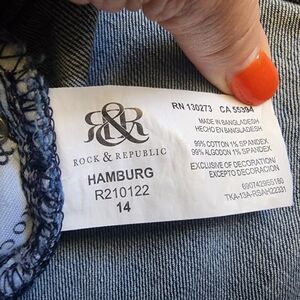 R&R
ROCK & REPUBLIC
HAMBURG
R210122
14
RN 130273 CA 55394
MADE IN BANGLADESH
HECHO EN BANGLADESH
99% COTTON 1% SPANDEX
99% ALGODON 1% SPANDEX
EXCLUSIVE OF DECORATION/
EXCEPTO DECORACION